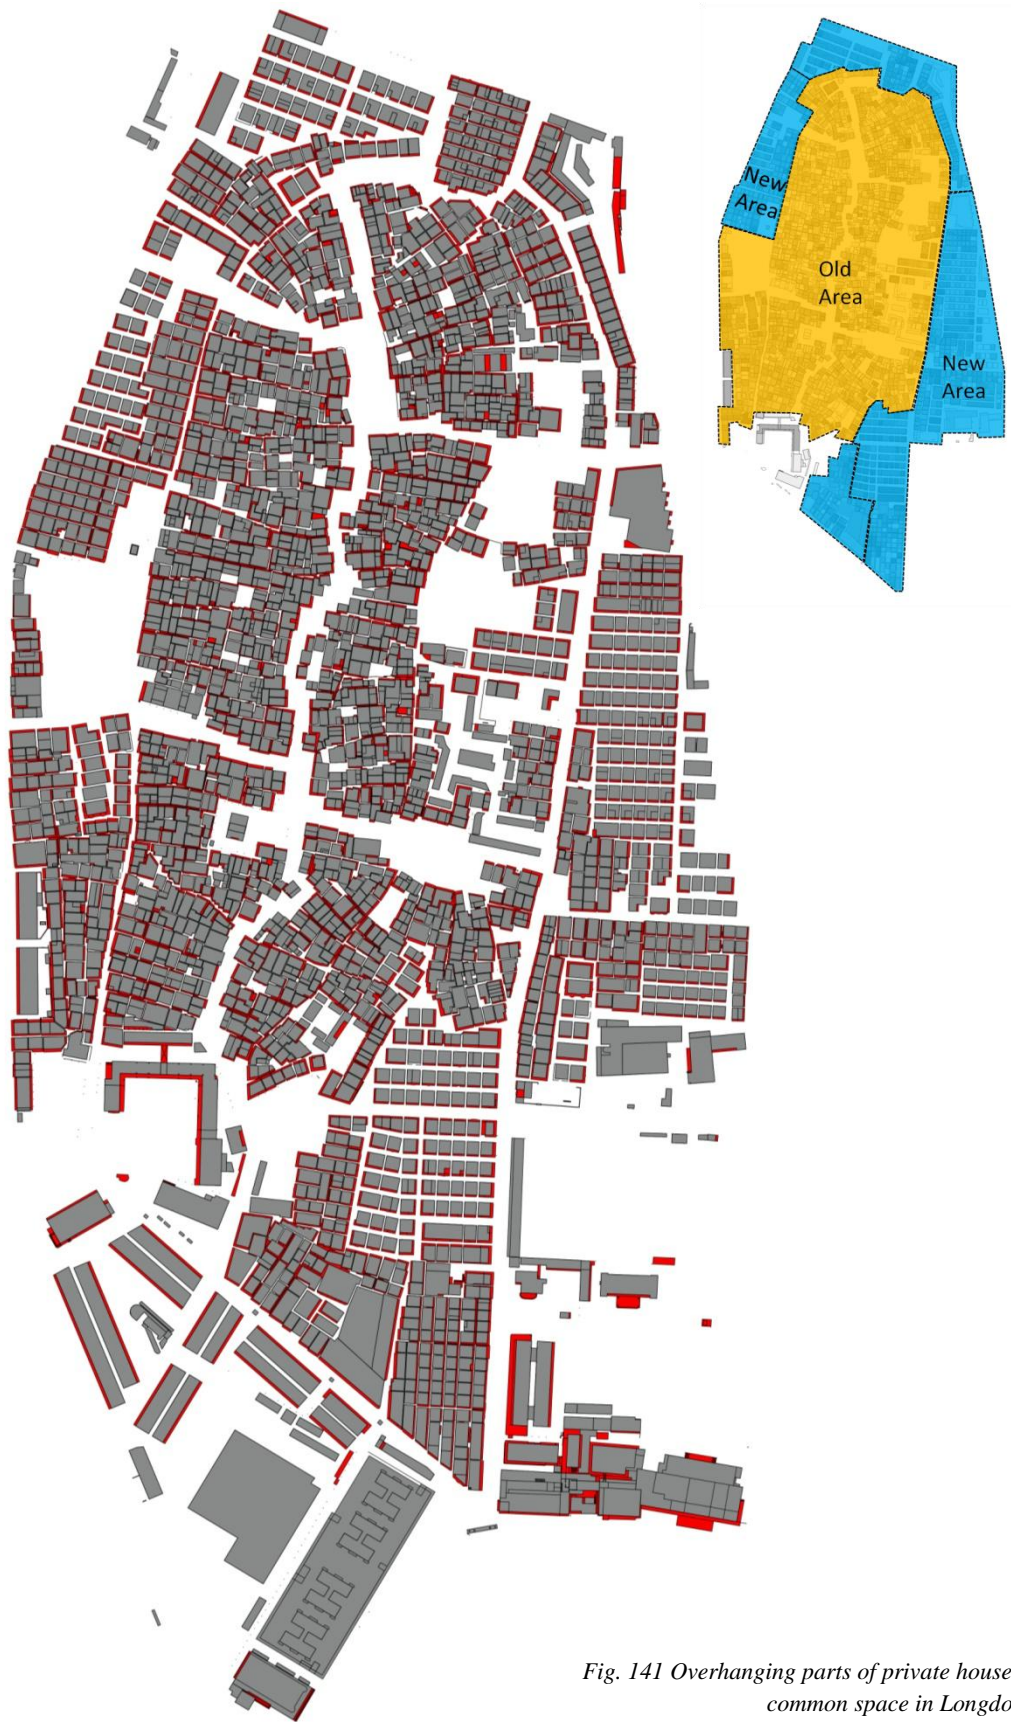 New
Area
Old
Area
New
Area
Fig. 141 Overhanging parts of private house
common space in Longdo